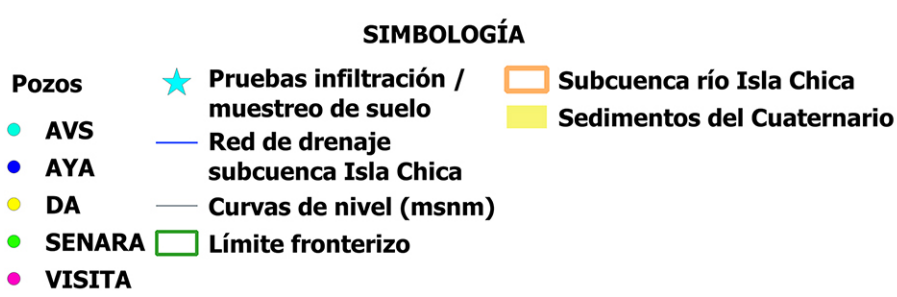 SIMBOLOGÍA
Pozos
AVS
AYA
DA
SENARA
VISITA
Pruebas infiltración /
muestreo de suelo
Red de drenaje
subcuenca Isla Chica
Curvas de nivel (msnm)
Límite fronterizo
Subcuenca río Isla Chica
Sedimentos del Cuaternario